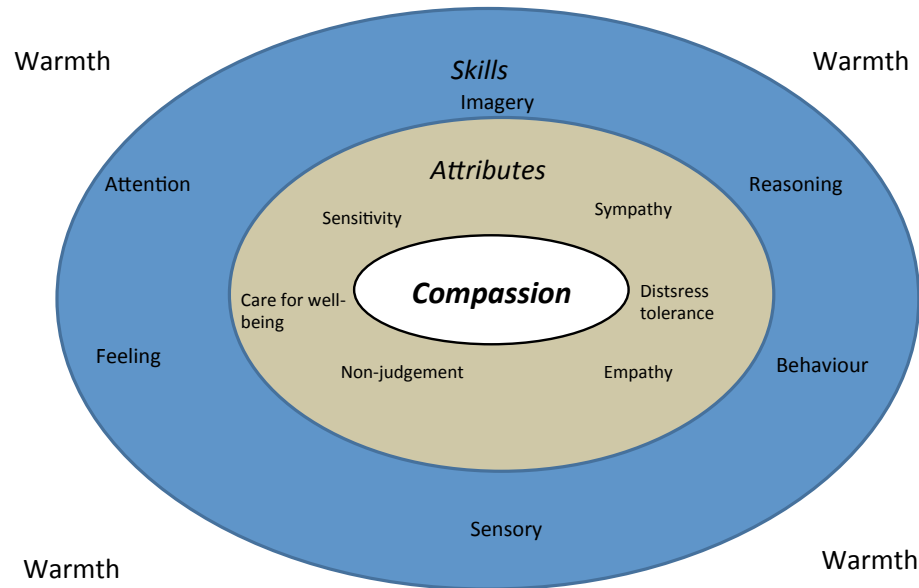 Warmth
Warmth
Skills
Imagery
Attention
Reasoning
Attributes
Sensitivity
Sympathy
Compassion
Care for well-
being
Distsress
tolerance
Feeling
Behaviour
Non-judgement
Empathy
Sensory
Warmth
Warmth